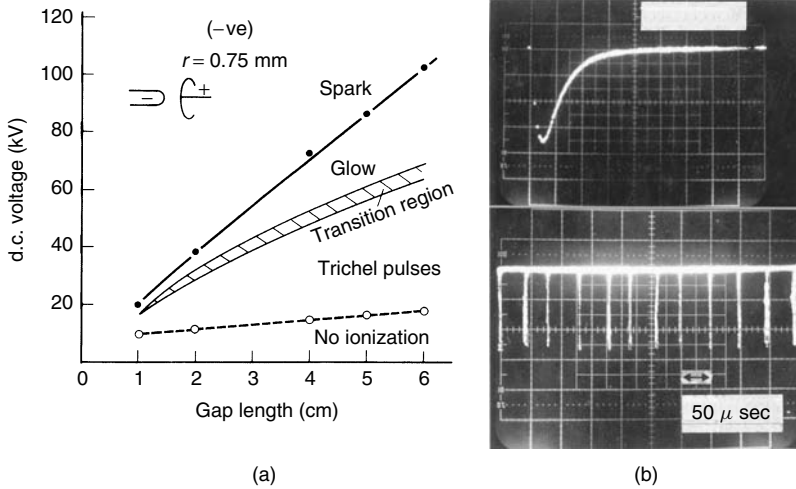 120
100
80
60
40
20
0
d.c. voltage (kV)
(−ve)
r = 0.75 mm
−
+
Spark
Glow
Transition region
Trichel pulses
No ionization
0 1 2 3 4 5 6
Gap length (cm)
(a)
50 μ sec
(b)